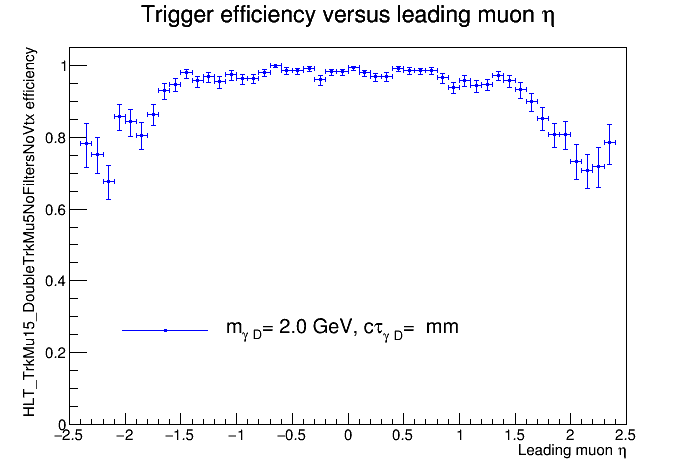 Trigger efficiency versus leading muon η
HLT_TrkMu15_DoubleTrkMu5NoFiltersNoVtx efficiency
1
0.8
0.6
0.4
0.2
0
m_γD= 2.0 GeV, cτ_γD= mm
−2.5 −2 −1.5 −1 −0.5 0 0.5 1 1.5 2 2.5
Leading muon η